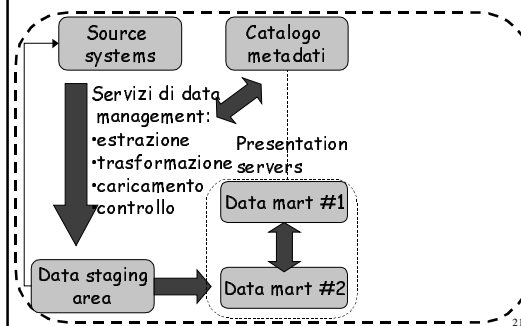 Source
systems
Catalogo
metadati
Servizi di data
management:
•estrazione
•trasformazione
•caricamento
•controllo
Presentation
servers
Data mart #1
Data mart #2
Data staging
area